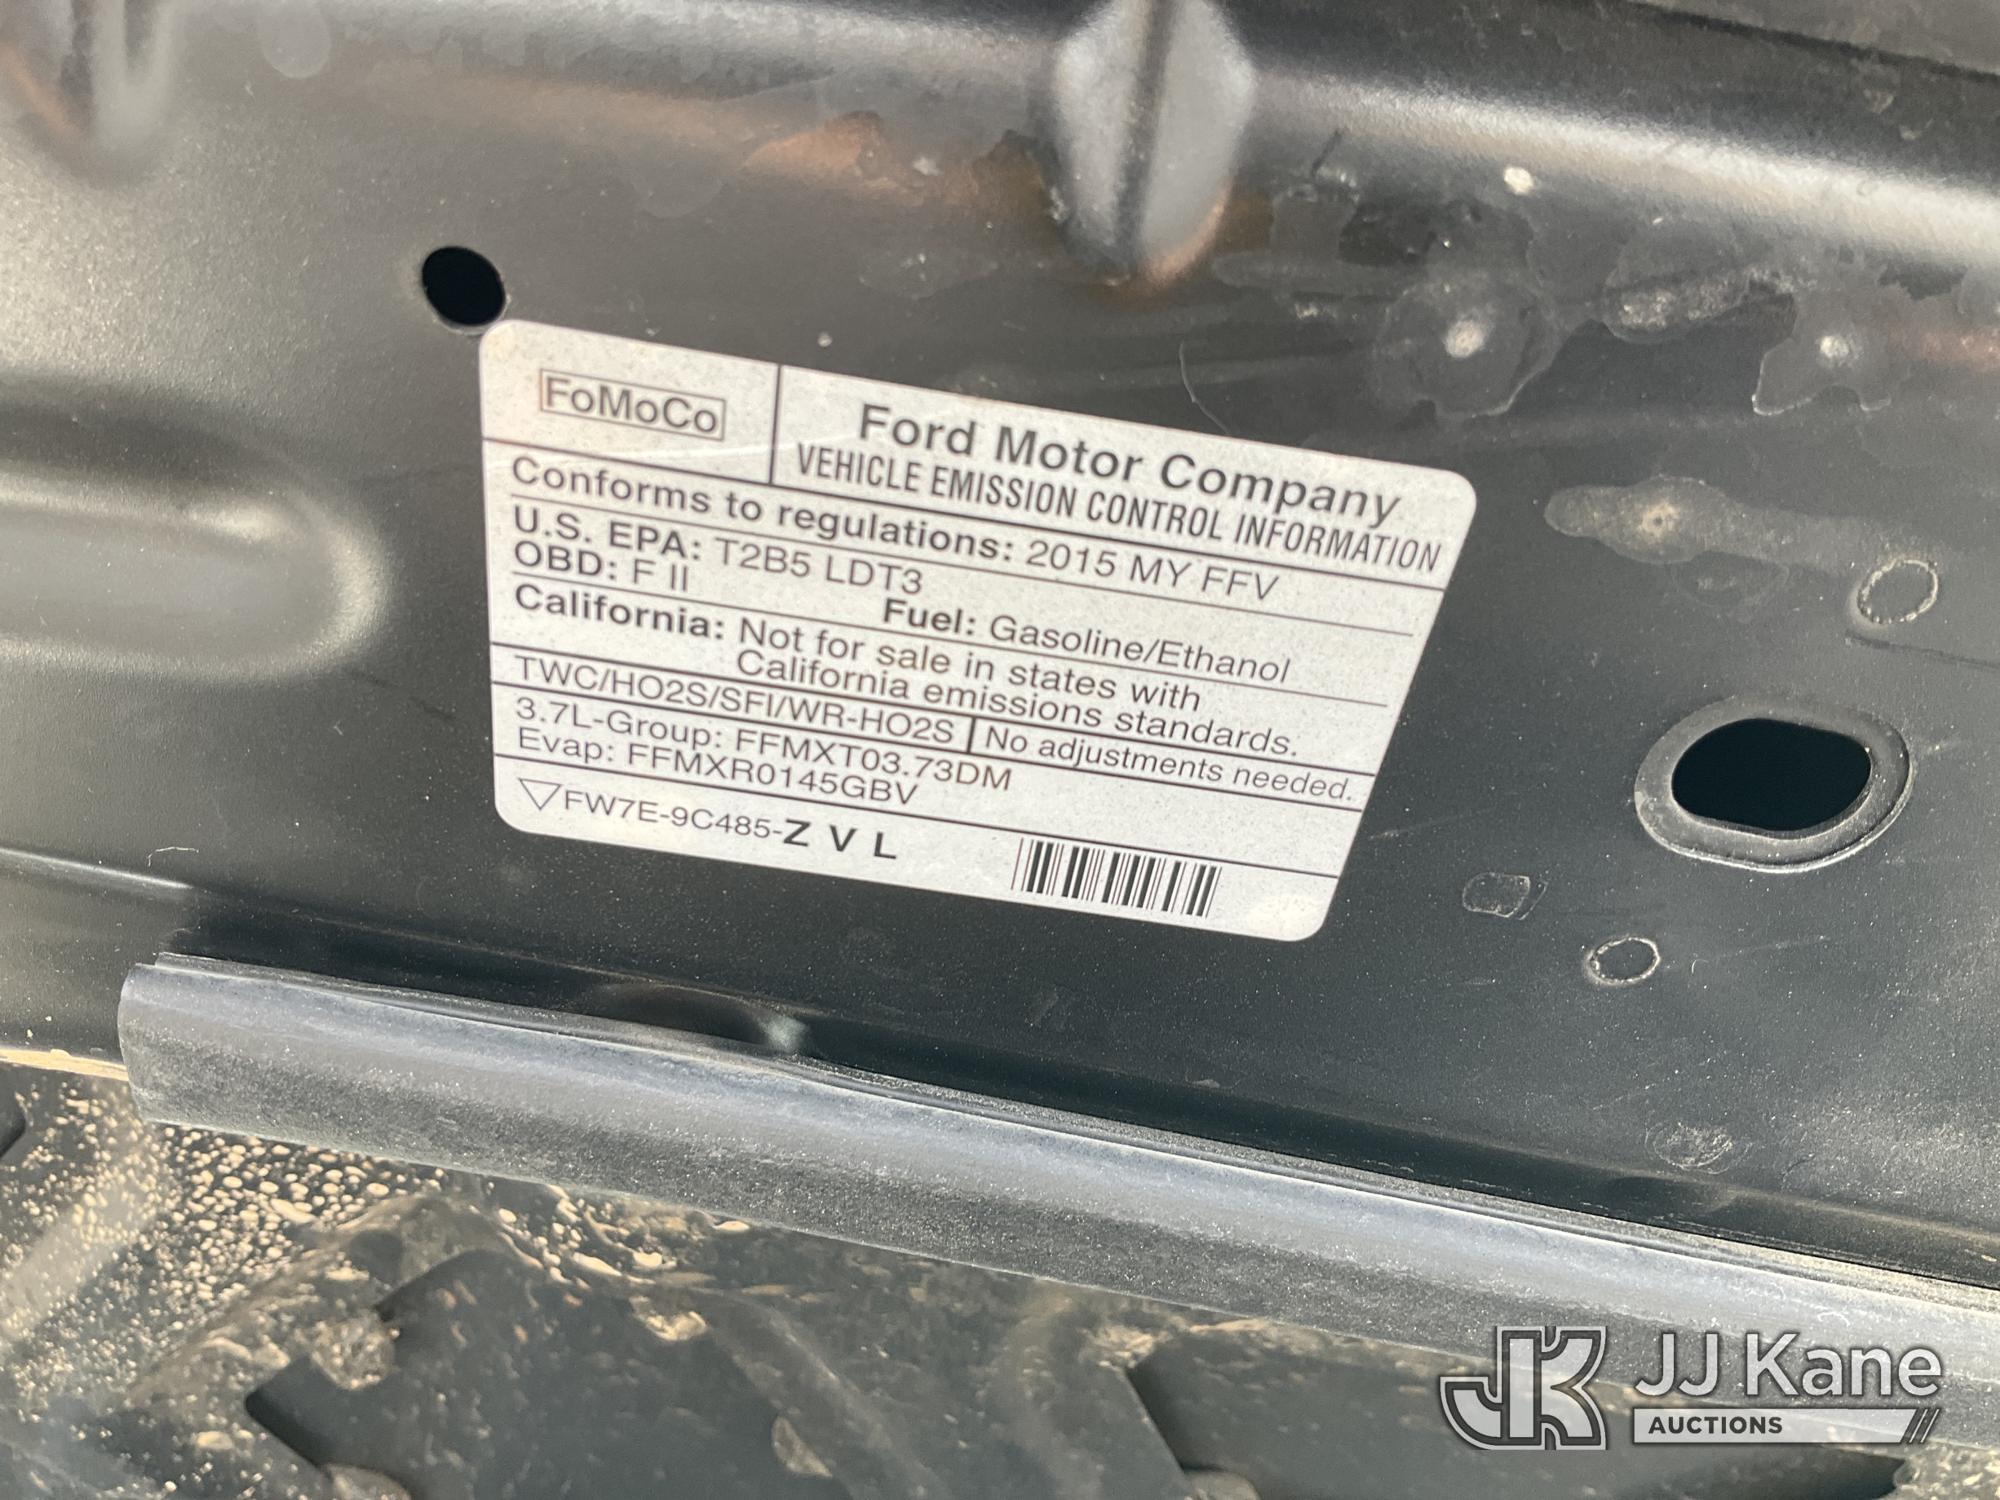 FoMoCo
Ford Motor Company
VEHICLE EMISSION CONTROL INFORMATION
Conforms to regulations: 2015 MY FFV
U.S. EPA: T2B5 LDT3
OBD: F II Fuel: Gasoline/Ethanol
California: Not for sale in states with
California emissions standards.
TWC/HO2S/SFI/WR-HO2S No adjustments needed.
3.7L-Group: FFMXT03.73DM
Evap: FFMXR0145GBV
FW7E-9C485-Z V L
JK JJ Kane
AUCTIONS